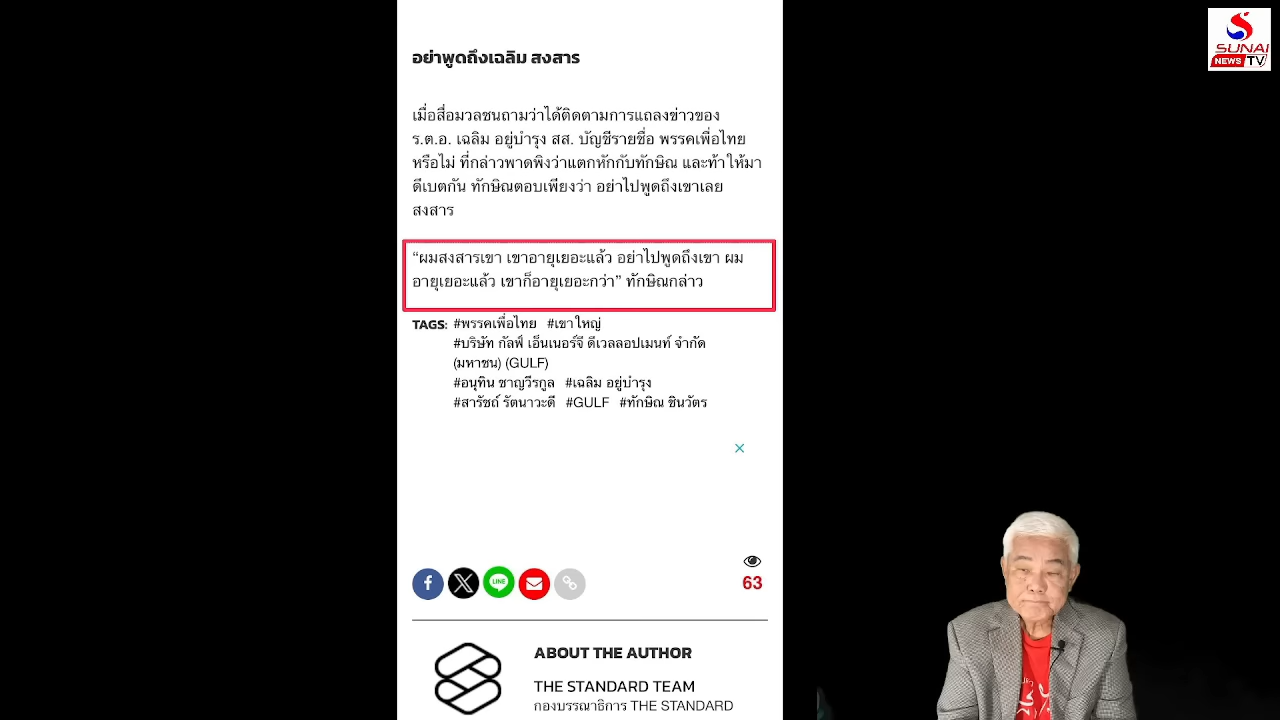 อย่าพูดถึงเฉลิม สงสาร
เมื่อสื่อมวลชนถามว่าได้ติดตามการแถลงข่าวของ
ร.ต.อ. เฉลิม อยู่บำรุง สส. บัญชีรายชื่อ พรรคเพื่อไทย
หรือไม่ ที่กล่าวพาดพิงว่าแตกหักกับทักษิณ และท้าให้มา
ดีเบตกัน ทักษิณตอบเพียงว่า อย่าไปพูดถึงเขาเลย
สงสาร
“ผมสงสารเขา เขาอายุเยอะแล้ว อย่าไปพูดถึงเขา ผม
อายุเยอะแล้ว เขาก็อายุเยอะกว่า” ทักษิณกล่าว
TAGS: #พรรคเพื่อไทย #เขาใหญ่
#บริษัท กัลฟ์ เอ็นเนอร์จี ดีเวลลอปเมนท์ จำกัด
(มหาชน) (GULF)
#อนุทิน ชาญวีรกูล #เฉลิม อยู่บำรุง
#สารัชถ์ รัตนาวะดี #GULF #ทักษิณ ชินวัตร
LINE
63
ABOUT THE AUTHOR
THE STANDARD TEAM
กองบรรณาธิการ THE STANDARD
SUNAI
NEWS TV